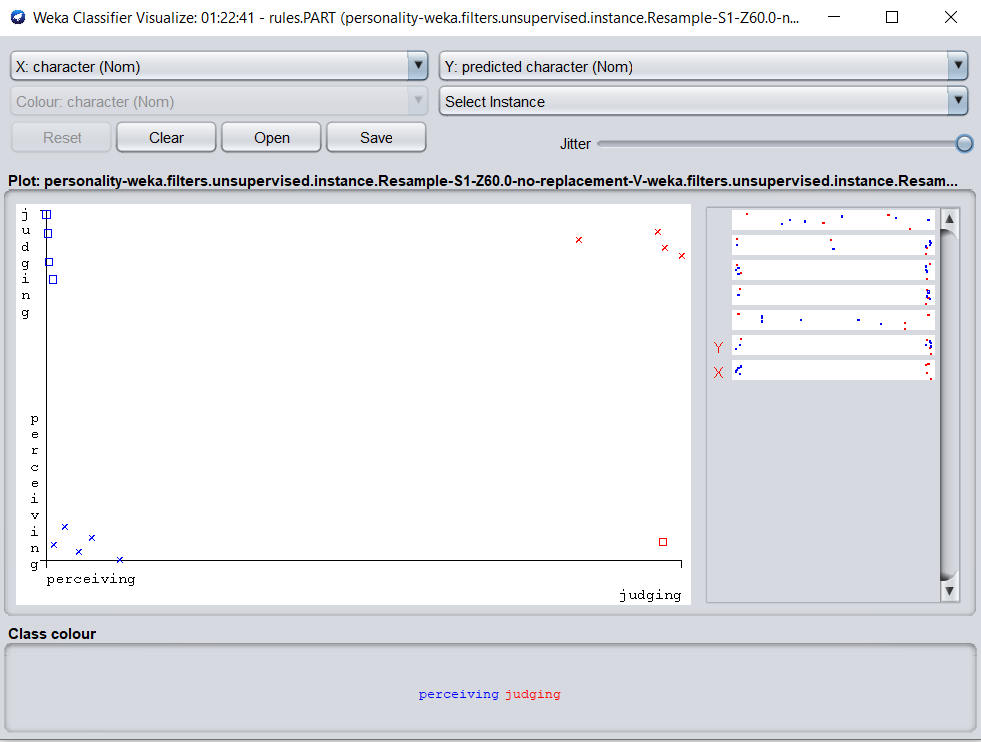 Weka Classifier Visualize: 01:22:41 - rules.PART (personality-weka.filters.unsupervised.instance.Resample-S1-Z60.0-n...
X: character (Nom)
Y: predicted character (Nom)
Colour: character (Nom)
Select Instance
Reset
Clear
Open
Save
Jitter
Plot: personality-weka.filters.unsupervised.instance.Resample-S1-Z60.0-no-replacement-V-weka.filters.unsupervised.instance.Resam...
judging
perceiving
perceiving
judging
Y
X
Class colour
perceiving judging